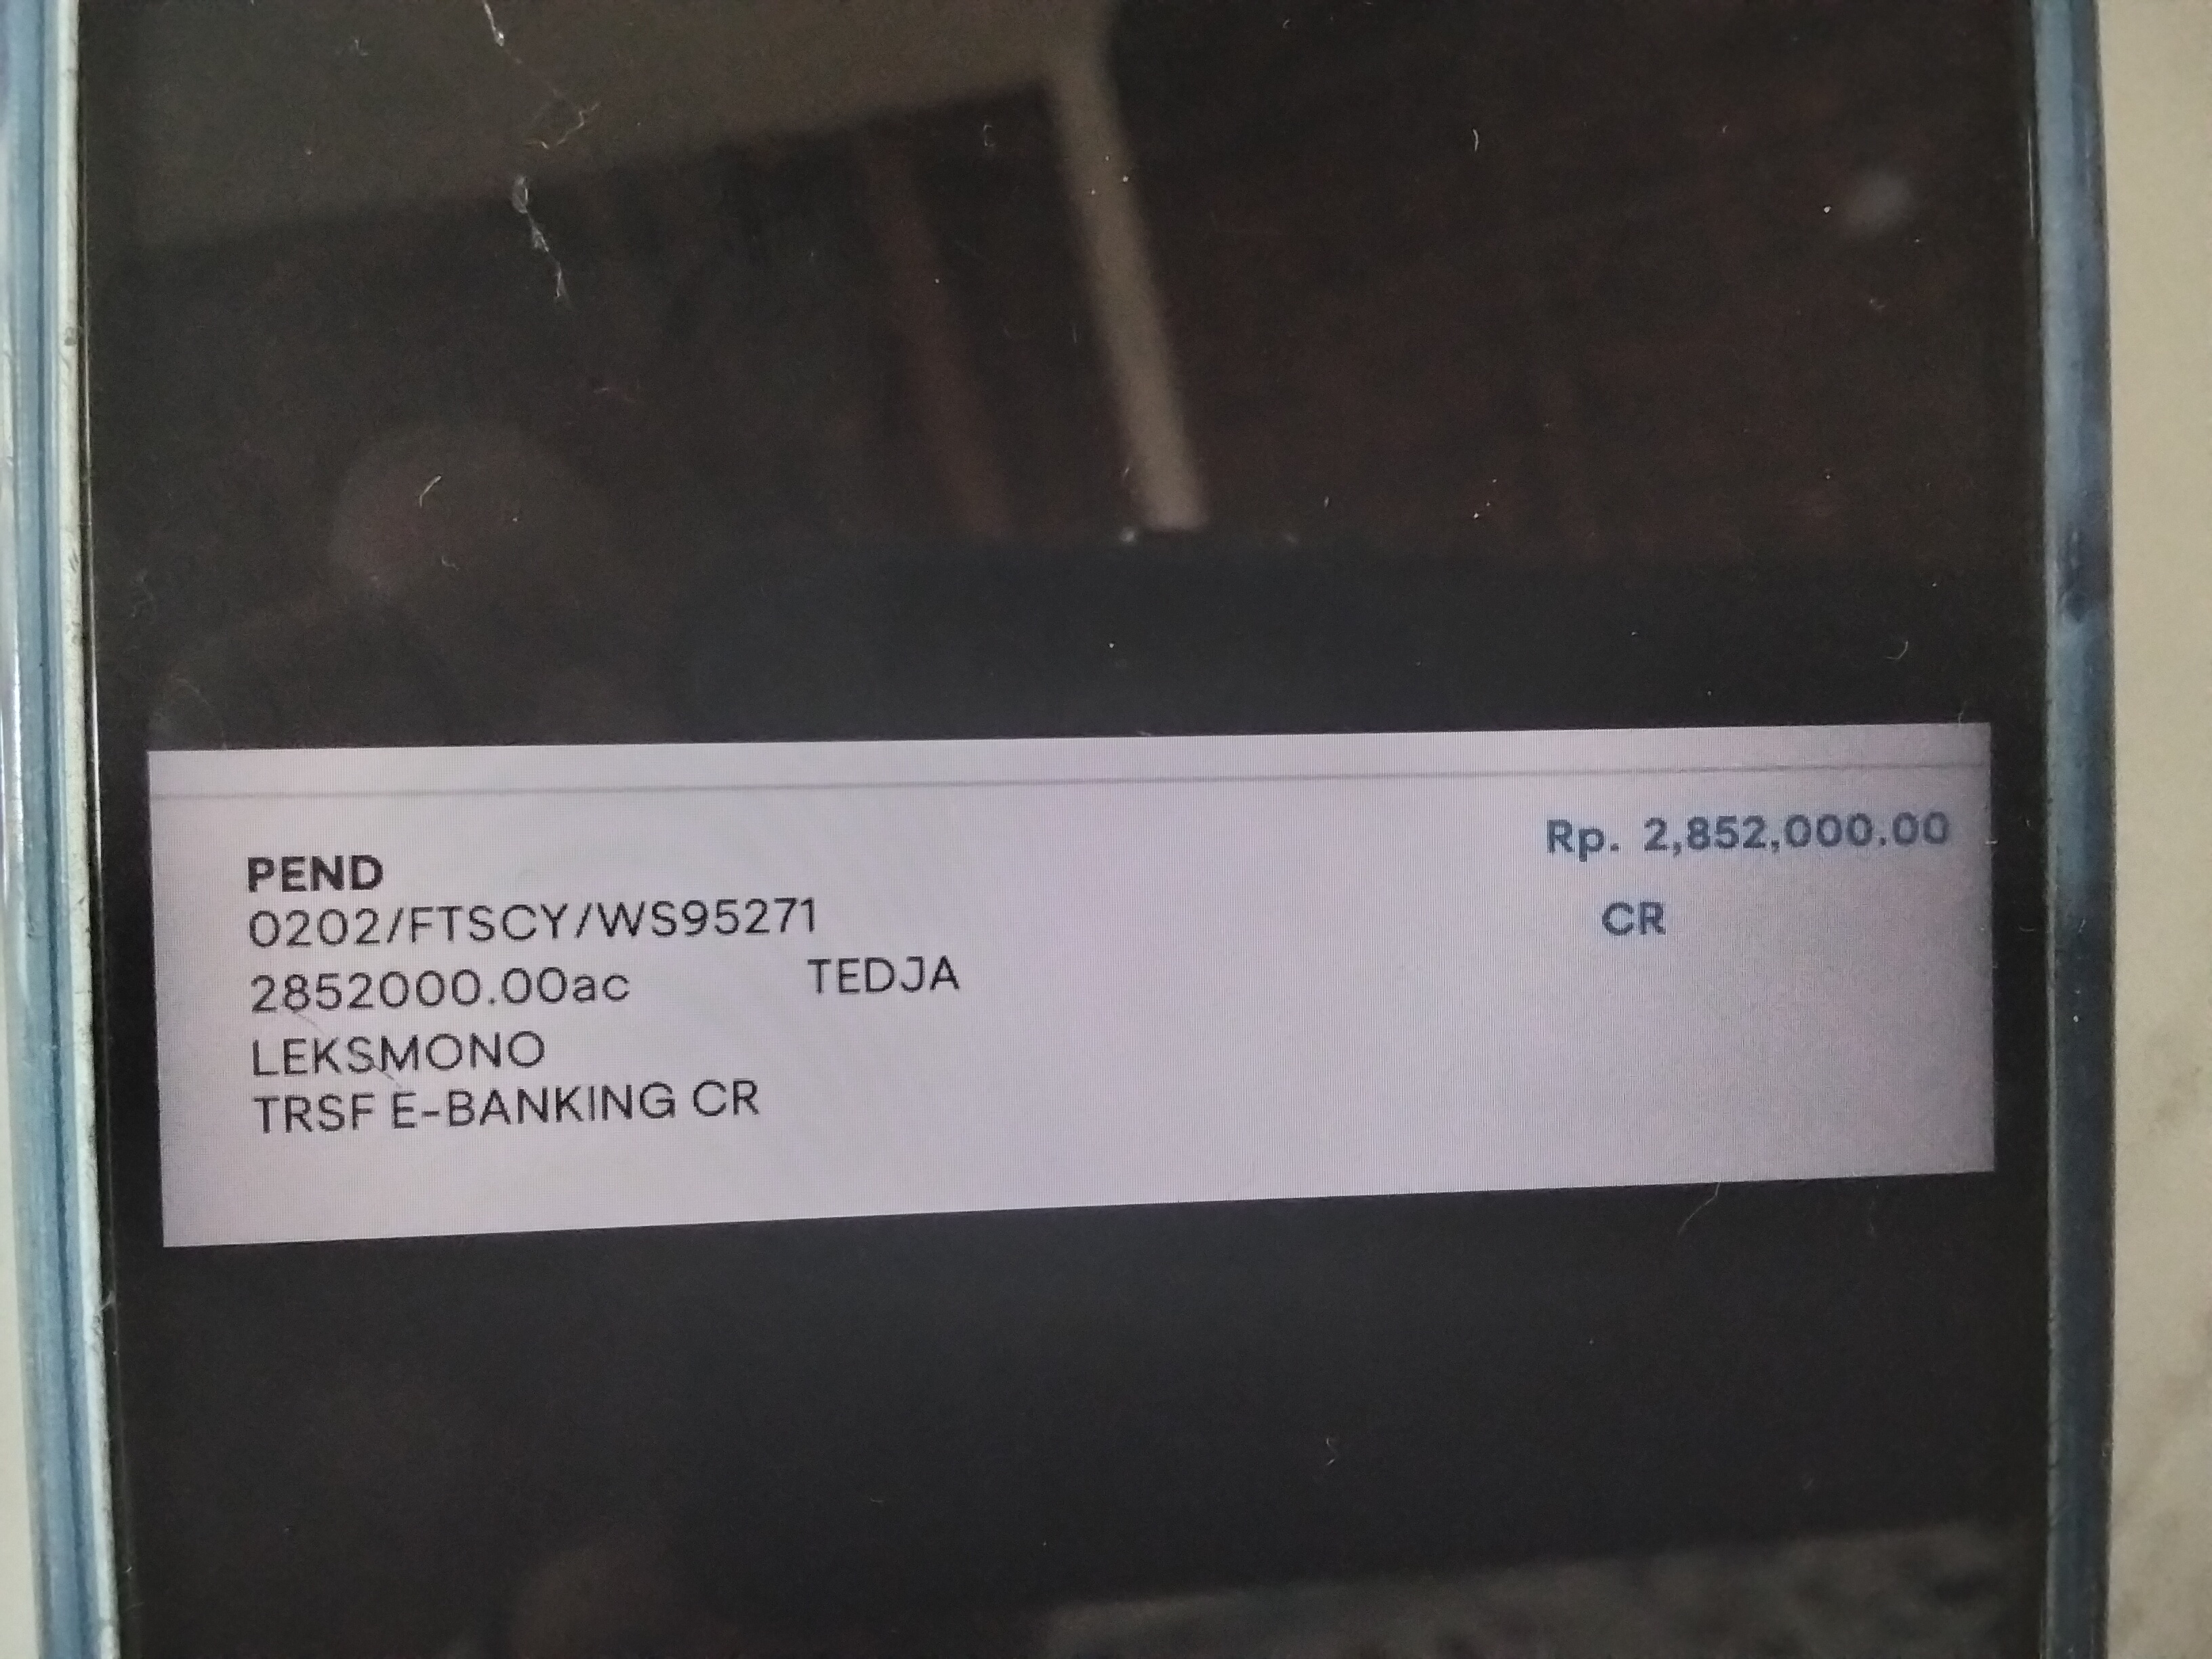 PEND
0202/FTSCY/WS95271
2852000.00ac TEDJA
LEKSMONO
TRSF E-BANKING CR
Rp. 2,852,000.00
CR